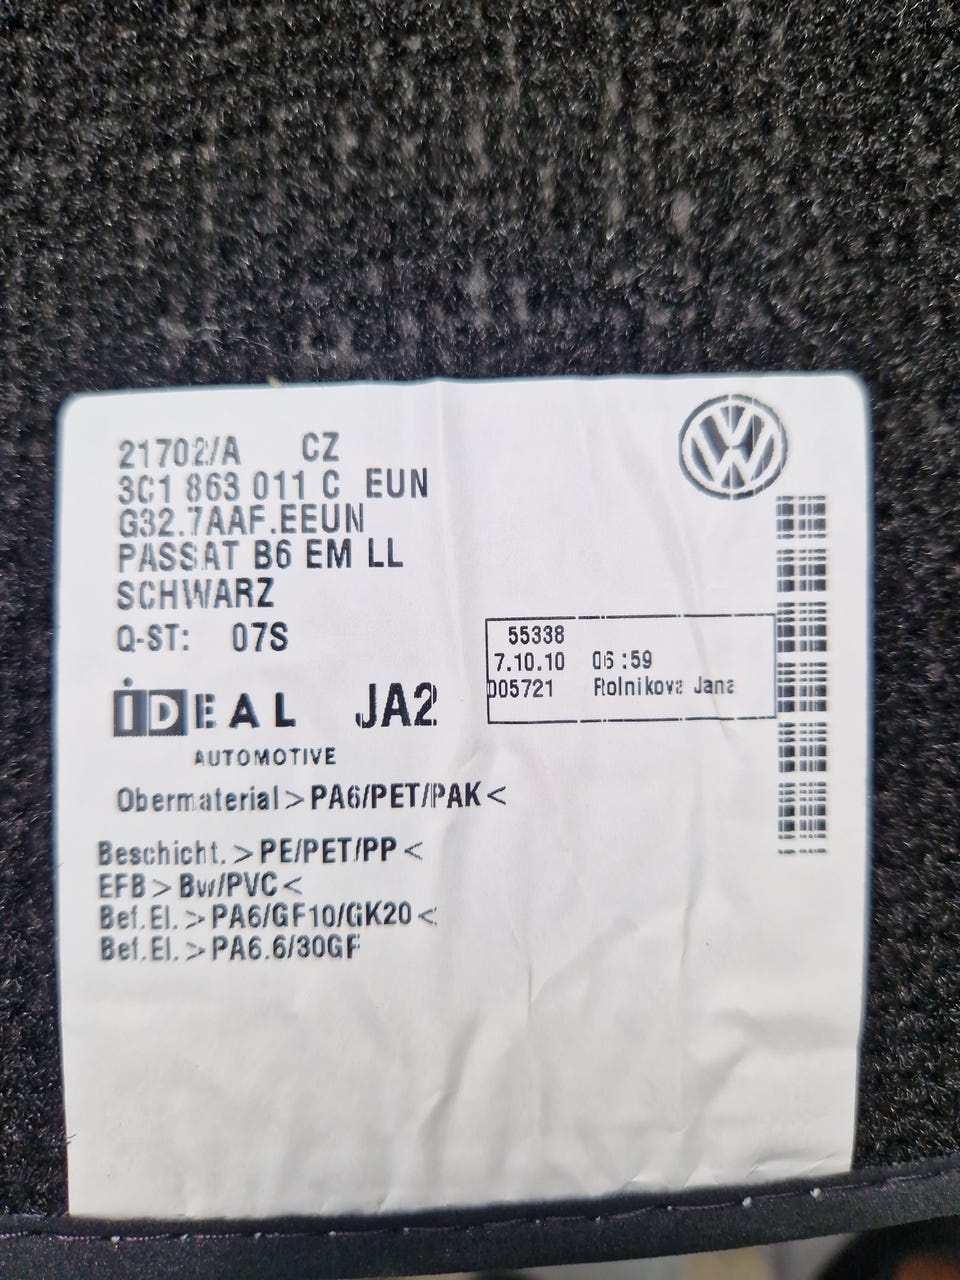 21702/A CZ
3C1 863 011 C EUN
G32.7AAF.EEUN
PASSAT B6 EM LL
SCHWARZ
Q-ST: 07S
55338
7.10.10 06:59
005721 Rolnikova Jana
iDEAL JA2
AUTOMOTIVE
Obermaterial>PA6/PET/PAK<
Beschicht.>PE/PET/PP<
EFB>Bw/PVC<
Bef.El.>PA6/GF10/GK20<
Bef.El.>PA6.6/30GF